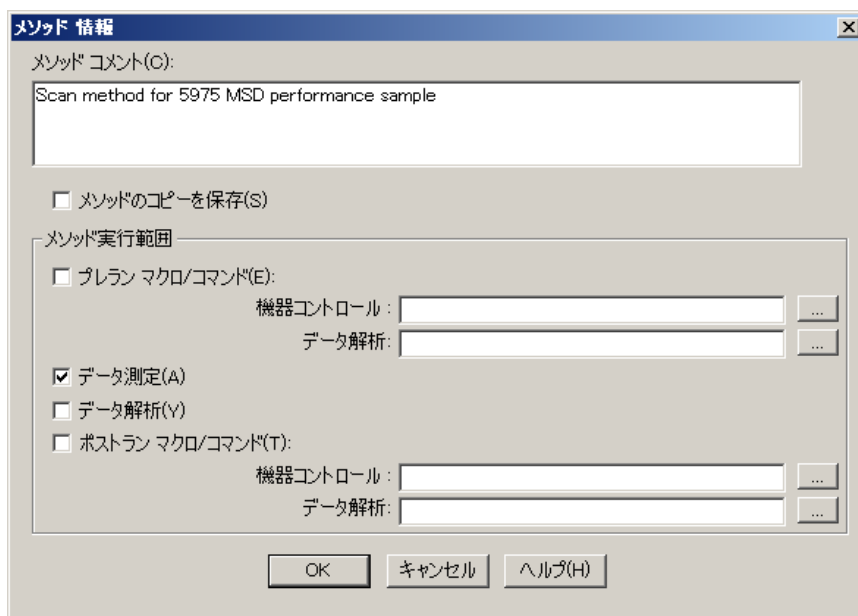 メソッド 情報
メソッド コメント(C):
Scan method for 5975 MSD performance sample
メソッドのコピーを保存(S)
メソッド実行範囲
プレラン マクロ/コマンド(E):
機器コントロール :
...
データ解析:
...
データ測定(A)
データ解析(Y)
ポストラン マクロ/コマンド(T):
機器コントロール :
...
データ解析:
...
OK キャンセル ヘルプ(H)